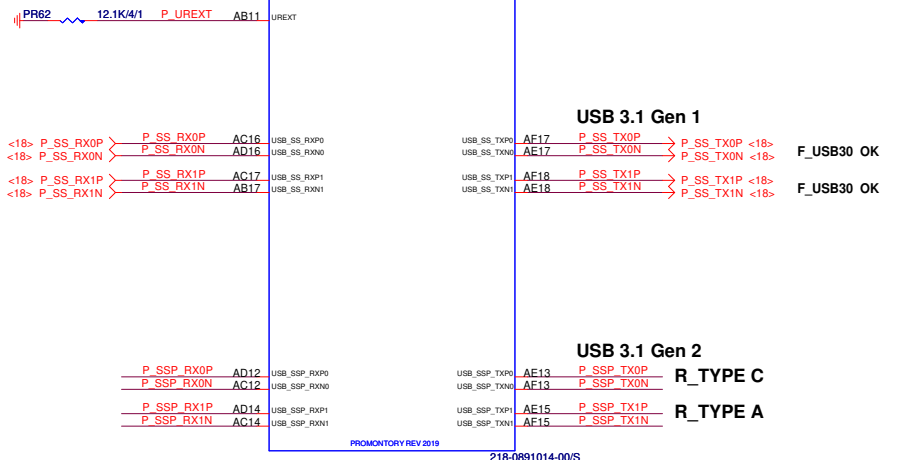 PR62 12.1K/4/1 P_UREXT AB11 UREXT
USB 3.1 Gen 1
<18> P_SS_RX0P P_SS_RX0P AC16 USB_SS_RXP0 USB_SS_TXP0 AF17 P_SS_TX0P P_SS_TX0P <18>
<18> P_SS_RX0N P_SS_RX0N AD16 USB_SS_RXN0 USB_SS_TXN0 AE17 P_SS_TX0N P_SS_TX0N <18> F_USB30 OK
<18> P_SS_RX1P P_SS_RX1P AC17 USB_SS_RXP1 USB_SS_TXP1 AF18 P_SS_TX1P P_SS_TX1P <18>
<18> P_SS_RX1N P_SS_RX1N AB17 USB_SS_RXN1 USB_SS_TXN1 AE18 P_SS_TX1N P_SS_TX1N <18> F_USB30 OK
USB 3.1 Gen 2
P_SSP_RX0P AD12 USB_SSP_RXP0 USB_SSP_TXP0 AE13 P_SSP_TX0P R_TYPE C
P_SSP_RX0N AC12 USB_SSP_RXN0 USB_SSP_TXN0 AF13 P_SSP_TX0N
P_SSP_RX1P AD14 USB_SSP_RXP1 USB_SSP_TXP1 AE15 P_SSP_TX1P R_TYPE A
P_SSP_RX1N AC14 USB_SSP_RXN1 USB_SSP_TXN1 AF15 P_SSP_TX1N
PROMONTORY REV 2019
218-0891014-00/S